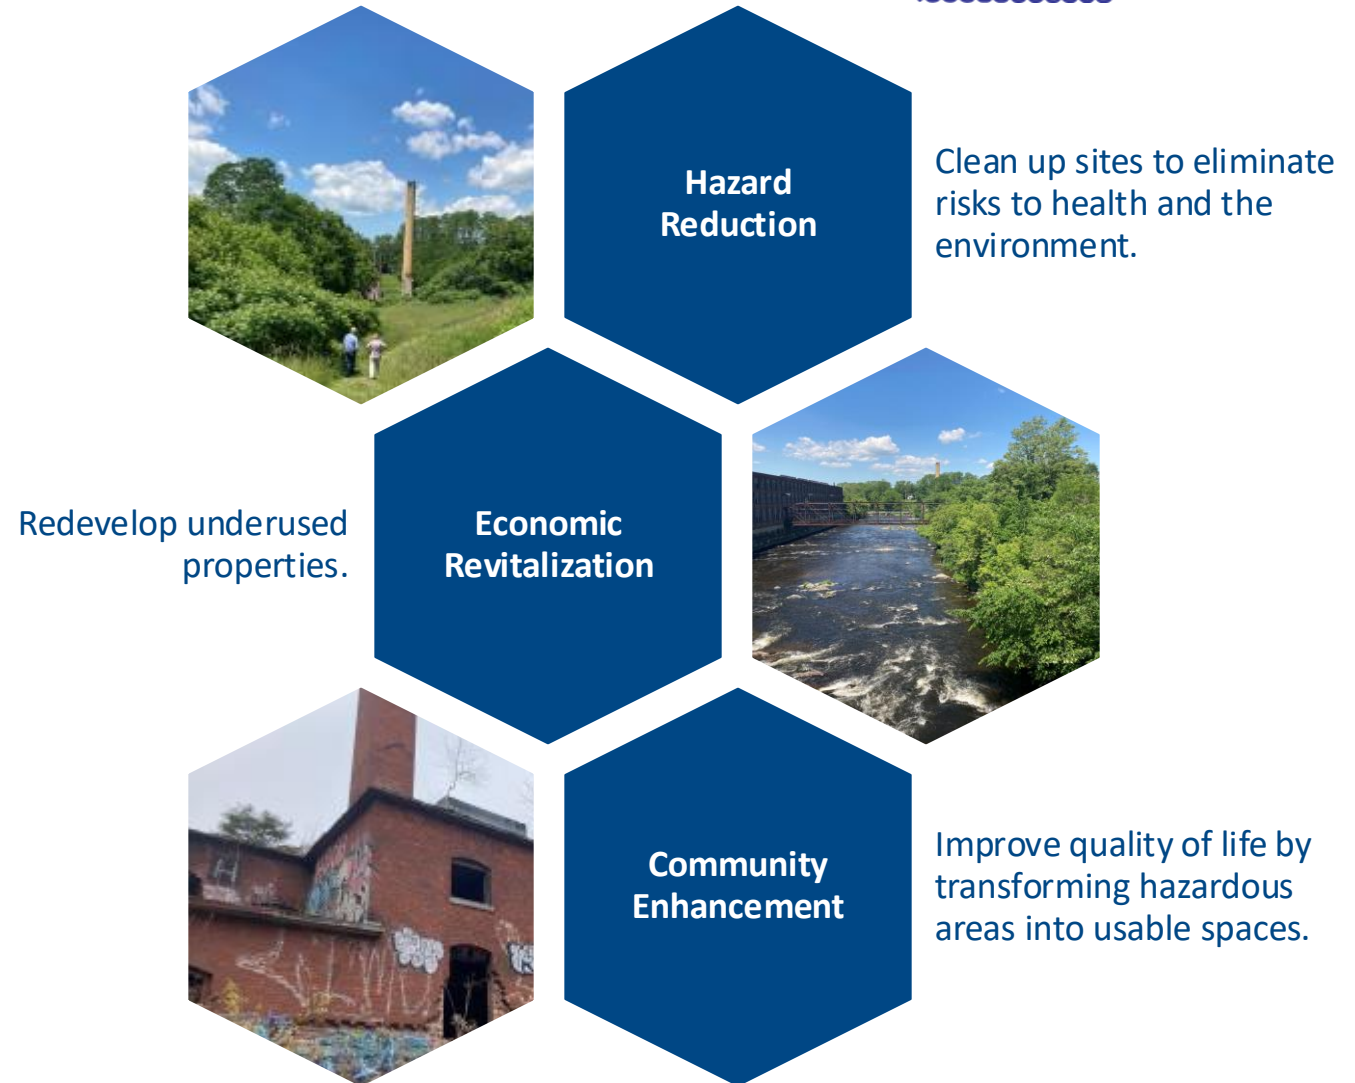 Hazard
Reduction
Clean up sites to eliminate
risks to health and the
environment.
Redevelop underused
properties.
Economic
Revitalization
Community
Enhancement
Improve quality of life by
transforming hazardous
areas into usable spaces.